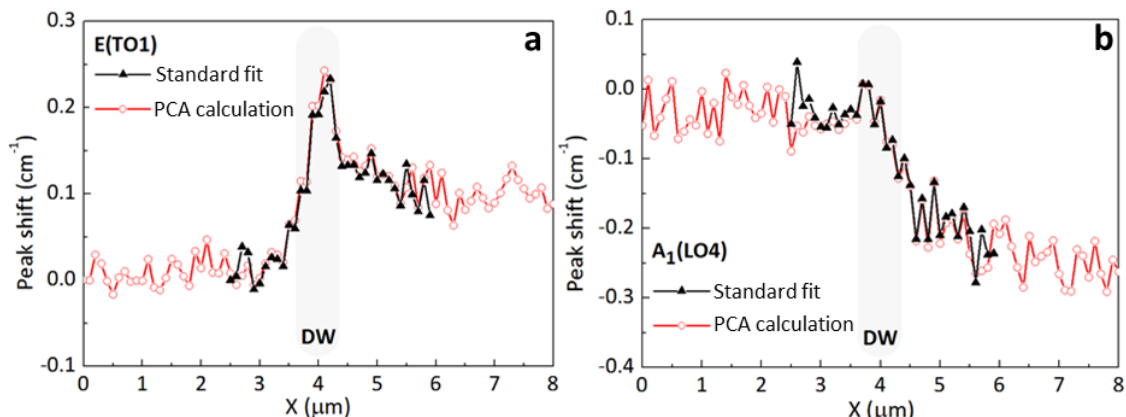 a
E(TO1)
Standard fit
PCA calculation
DW
Peak shift (cm⁻¹)
0.3
0.2
0.1
0.0
-0.1
0 1 2 3 4 5 6 7 8
X (μm)
b
A₁(LO4)
Standard fit
PCA calculation
DW
Peak shift (cm⁻¹)
0.1
0.0
-0.1
-0.2
-0.3
-0.4
0 1 2 3 4 5 6 7 8
X (μm)